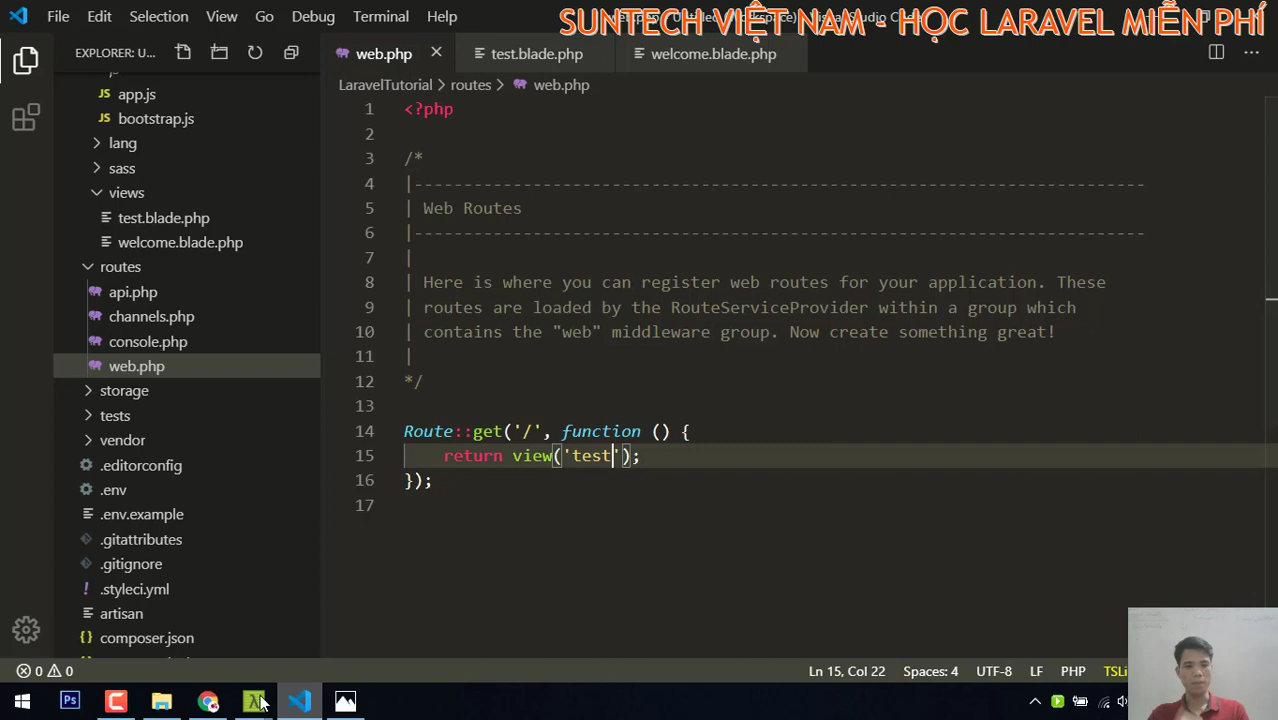 File Edit Selection View Go Debug Terminal Help
SUNTECH VIỆT NAM - HỌC LARAVEL MIỄN PHÍ
EXPLORER: U...
web.php
test.blade.php
welcome.blade.php
LaravelTutorial > routes > web.php
JS app.js
JS bootstrap.js
lang
sass
views
test.blade.php
welcome.blade.php
routes
api.php
channels.php
console.php
web.php
storage
tests
vendor
.editorconfig
.env
.env.example
.gitattributes
.gitignore
! .styleci.yml
artisan
{} composer.json
1 <?php
2
3 /*
4 |--------------------------------------------------------------------------
5 | Web Routes
6 |--------------------------------------------------------------------------
7 |
8 | Here is where you can register web routes for your application. These
9 | routes are loaded by the RouteServiceProvider within a group which
10 | contains the "web" middleware group. Now create something great!
11 |
12 */
13
14 Route::get('/', function () {
15 return view('test');
16 });
17
0 0
Ln 15, Col 22 Spaces: 4 UTF-8 LF PHP
Ps